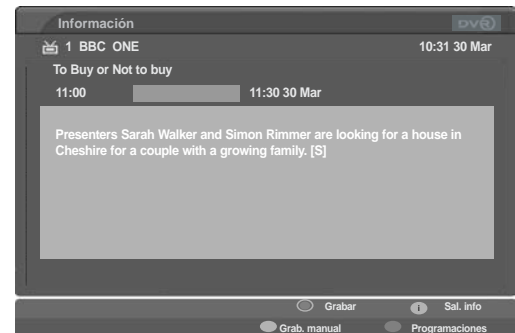 Información DVR
1 BBC ONE 10:31 30 Mar
To Buy or Not to buy
11:00 11:30 30 Mar
Presenters Sarah Walker and Simon Rimmer are looking for a house in
Cheshire for a couple with a growing family. [S]
Grabar i Sal. info
Grab. manual Programaciones